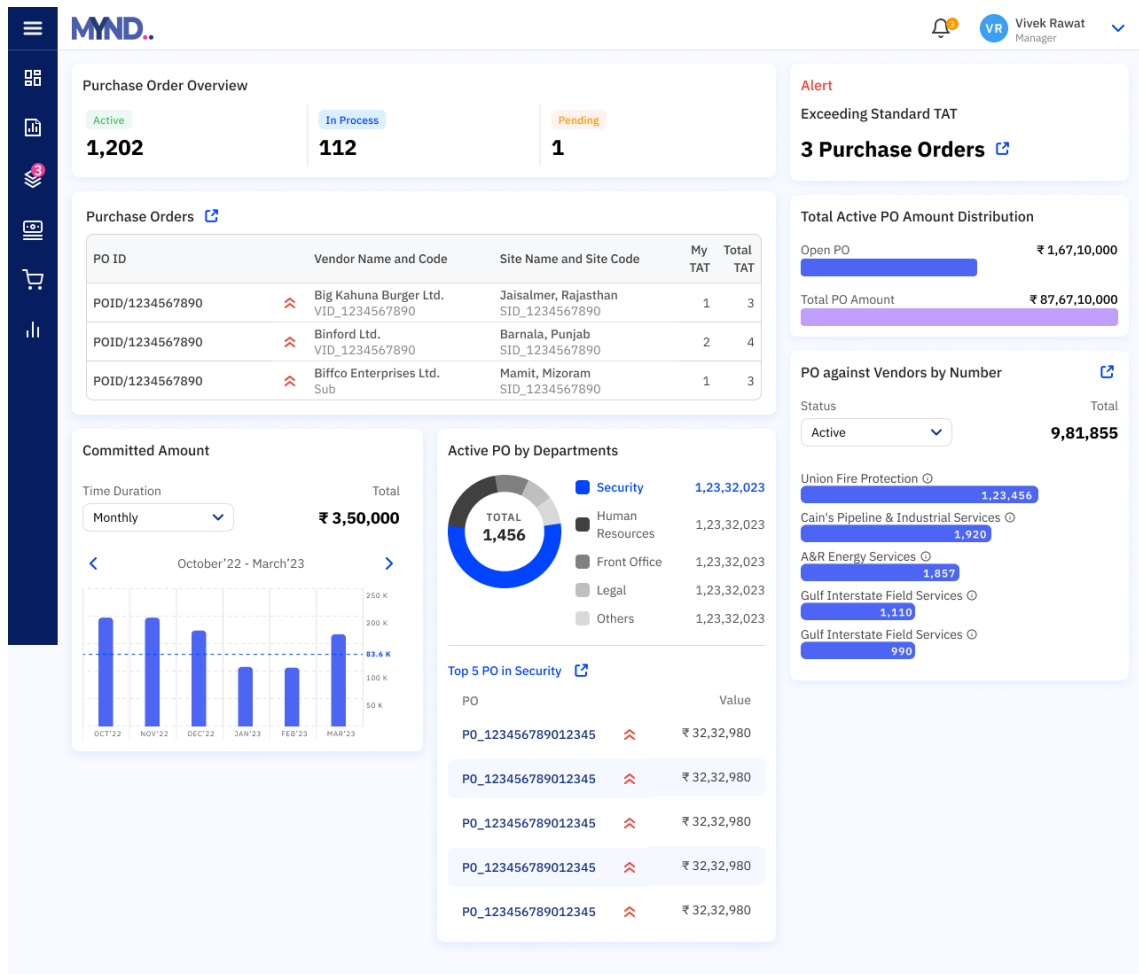 MYND..
3
VR
Vivek Rawat
Manager
3
Purchase Order Overview
Active
1,202
In Process
112
Pending
1
Alert
Exceeding Standard TAT
3 Purchase Orders
Purchase Orders
PO ID Vendor Name and Code Site Name and Site Code My TAT Total TAT
POID/1234567890 Big Kahuna Burger Ltd. Jaisalmer, Rajasthan 1 3
VID_1234567890 SID_1234567890
POID/1234567890 Binford Ltd. Barnala, Punjab 2 4
VID_1234567890 SID_1234567890
POID/1234567890 Biffco Enterprises Ltd. Mamit, Mizoram 1 3
Sub SID_1234567890
Total Active PO Amount Distribution
Open PO ₹ 1,67,10,000
Total PO Amount ₹ 87,67,10,000
PO against Vendors by Number
Status Total
Active 9,81,855
Union Fire Protection
1,23,456
Cain's Pipeline & Industrial Services
1,920
A&R Energy Services
1,857
Gulf Interstate Field Services
1,110
Gulf Interstate Field Services
990
Committed Amount
Time Duration Total
Monthly ₹ 3,50,000
October'22 - March'23
250 K
200 K
83.6 K
100 K
50 K
OCT'22 NOV'22 DEC'22 JAN'23 FEB'23 MAR'23
Active PO by Departments
TOTAL
1,456
Security 1,23,32,023
Human Resources 1,23,32,023
Front Office 1,23,32,023
Legal 1,23,32,023
Others 1,23,32,023
Top 5 PO in Security
PO Value
P0_123456789012345 ₹ 32,32,980
P0_123456789012345 ₹ 32,32,980
P0_123456789012345 ₹ 32,32,980
P0_123456789012345 ₹ 32,32,980
P0_123456789012345 ₹ 32,32,980